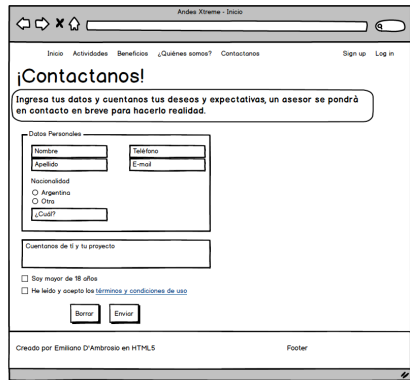 Andes Xtreme - Inicio
Inicio Actividades Beneficios ¿Quiénes somos? Contactanos Sign up Log in
¡Contactanos!
Ingresa tus datos y cuentanos tus deseos y expectativas, un asesor se pondrà
en contacto en breve para hacerlo realidad.
Datos Personales
Nombre Teléfono
Apellido E-mail
Nacionalidad
Argentina
Otra
¿Cuál?
Cuentanos de tí y tu proyecto
Soy mayor de 18 años
He leído y acepto los términos y condiciones de uso
Borrar Enviar
Creado por Emiliano D'Ambrosio en HTML5 Footer